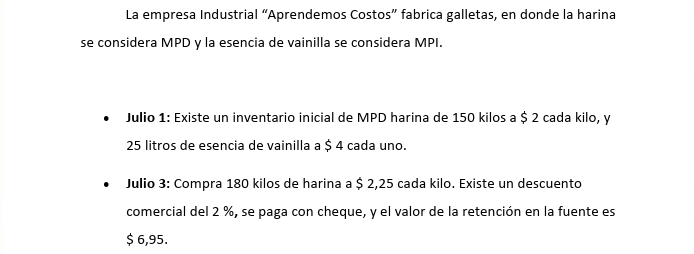 La empresa Industrial “Aprendemos Costos” fabrica galletas, en donde la harina
se considera MPD y la esencia de vainilla se considera MPI.
• Julio 1: Existe un inventario inicial de MPD harina de 150 kilos a $ 2 cada kilo, y
25 litros de esencia de vainilla a $ 4 cada uno.
• Julio 3: Compra 180 kilos de harina a $ 2,25 cada kilo. Existe un descuento
comercial del 2 %, se paga con cheque, y el valor de la retención en la fuente es
$ 6,95.